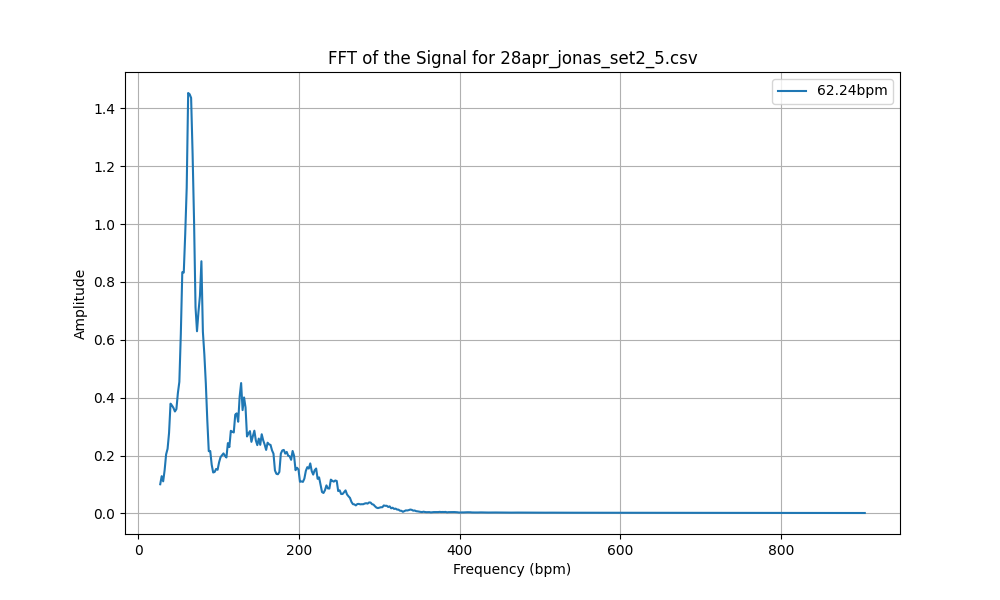 FFT of the Signal for 28apr_jonas_set2_5.csv
62.24bpm
Amplitude
1.4
1.2
1.0
0.8
0.6
0.4
0.2
0.0
0 200 400 600 800
Frequency (bpm)